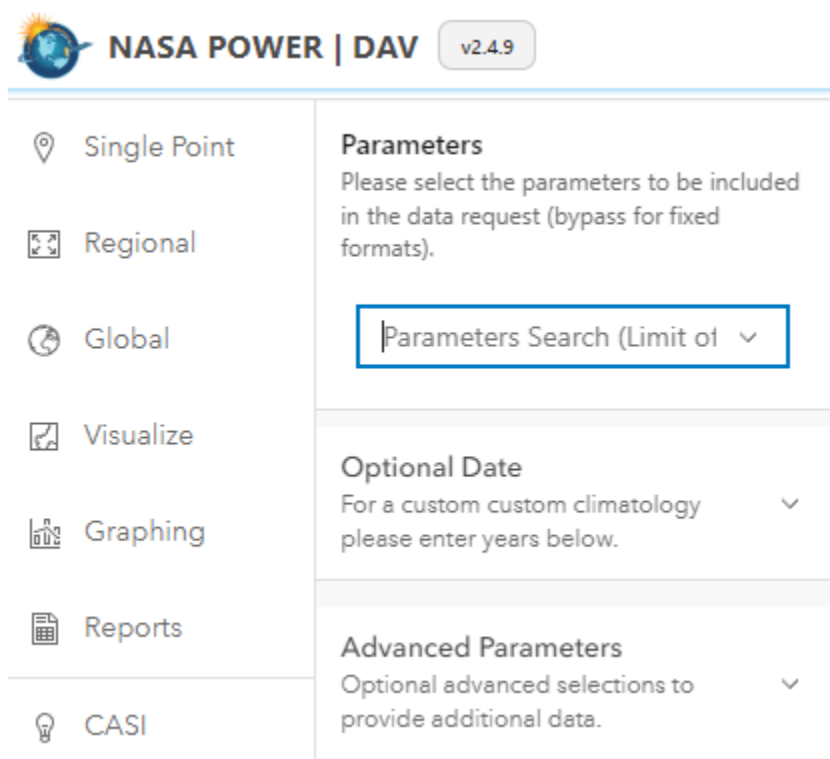 NASA POWER | DAV v2.4.9
Single Point
Regional
Global
Visualize
Graphing
Reports
CASI
Parameters
Please select the parameters to be included
in the data request (bypass for fixed
formats).
Parameters Search (Limit of
Optional Date
For a custom custom climatology
please enter years below.
Advanced Parameters
Optional advanced selections to
provide additional data.